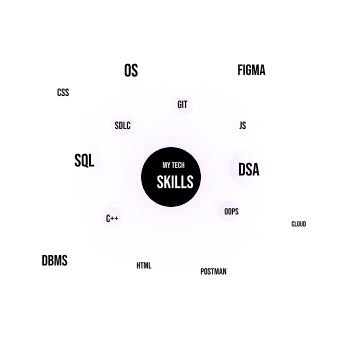 OS
FIGMA
CSS
GIT
SDLC
JS
SQL
MY TECH
SKILLS
DSA
C++
OOPS
CLOUD
DBMS
HTML
POSTMAN